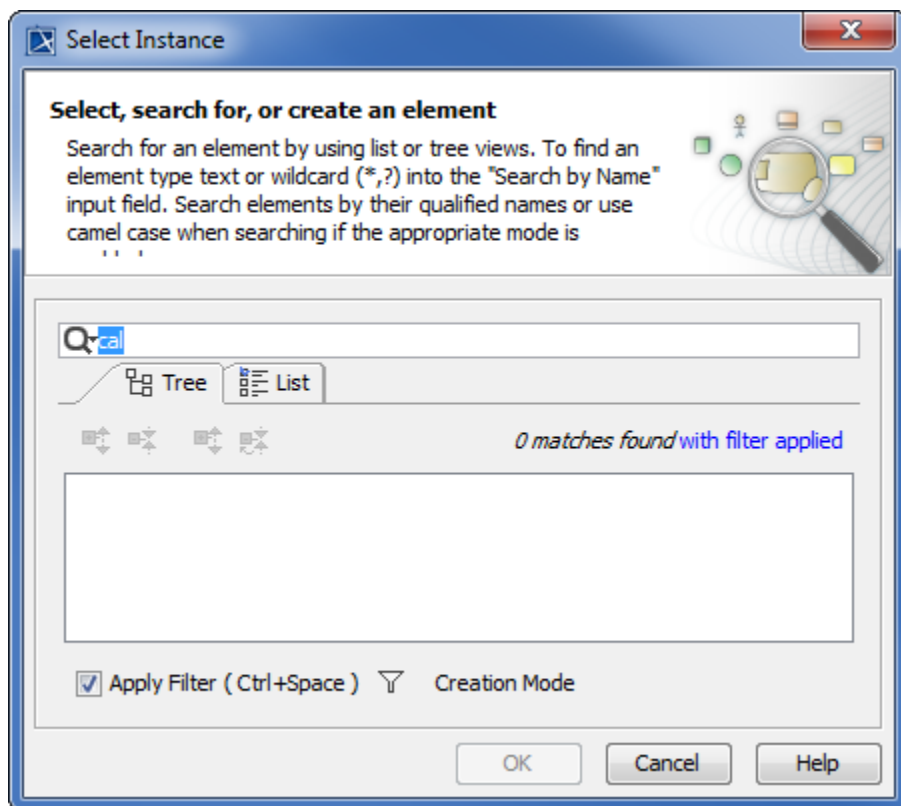 Select Instance
Select, search for, or create an element
Search for an element by using list or tree views. To find an
element type text or wildcard (*,?) into the "Search by Name"
input field. Search elements by their qualified names or use
camel case when searching if the appropriate mode is
cal
Tree List
0 matches found with filter applied
Apply Filter ( Ctrl+Space ) Creation Mode
OK Cancel Help